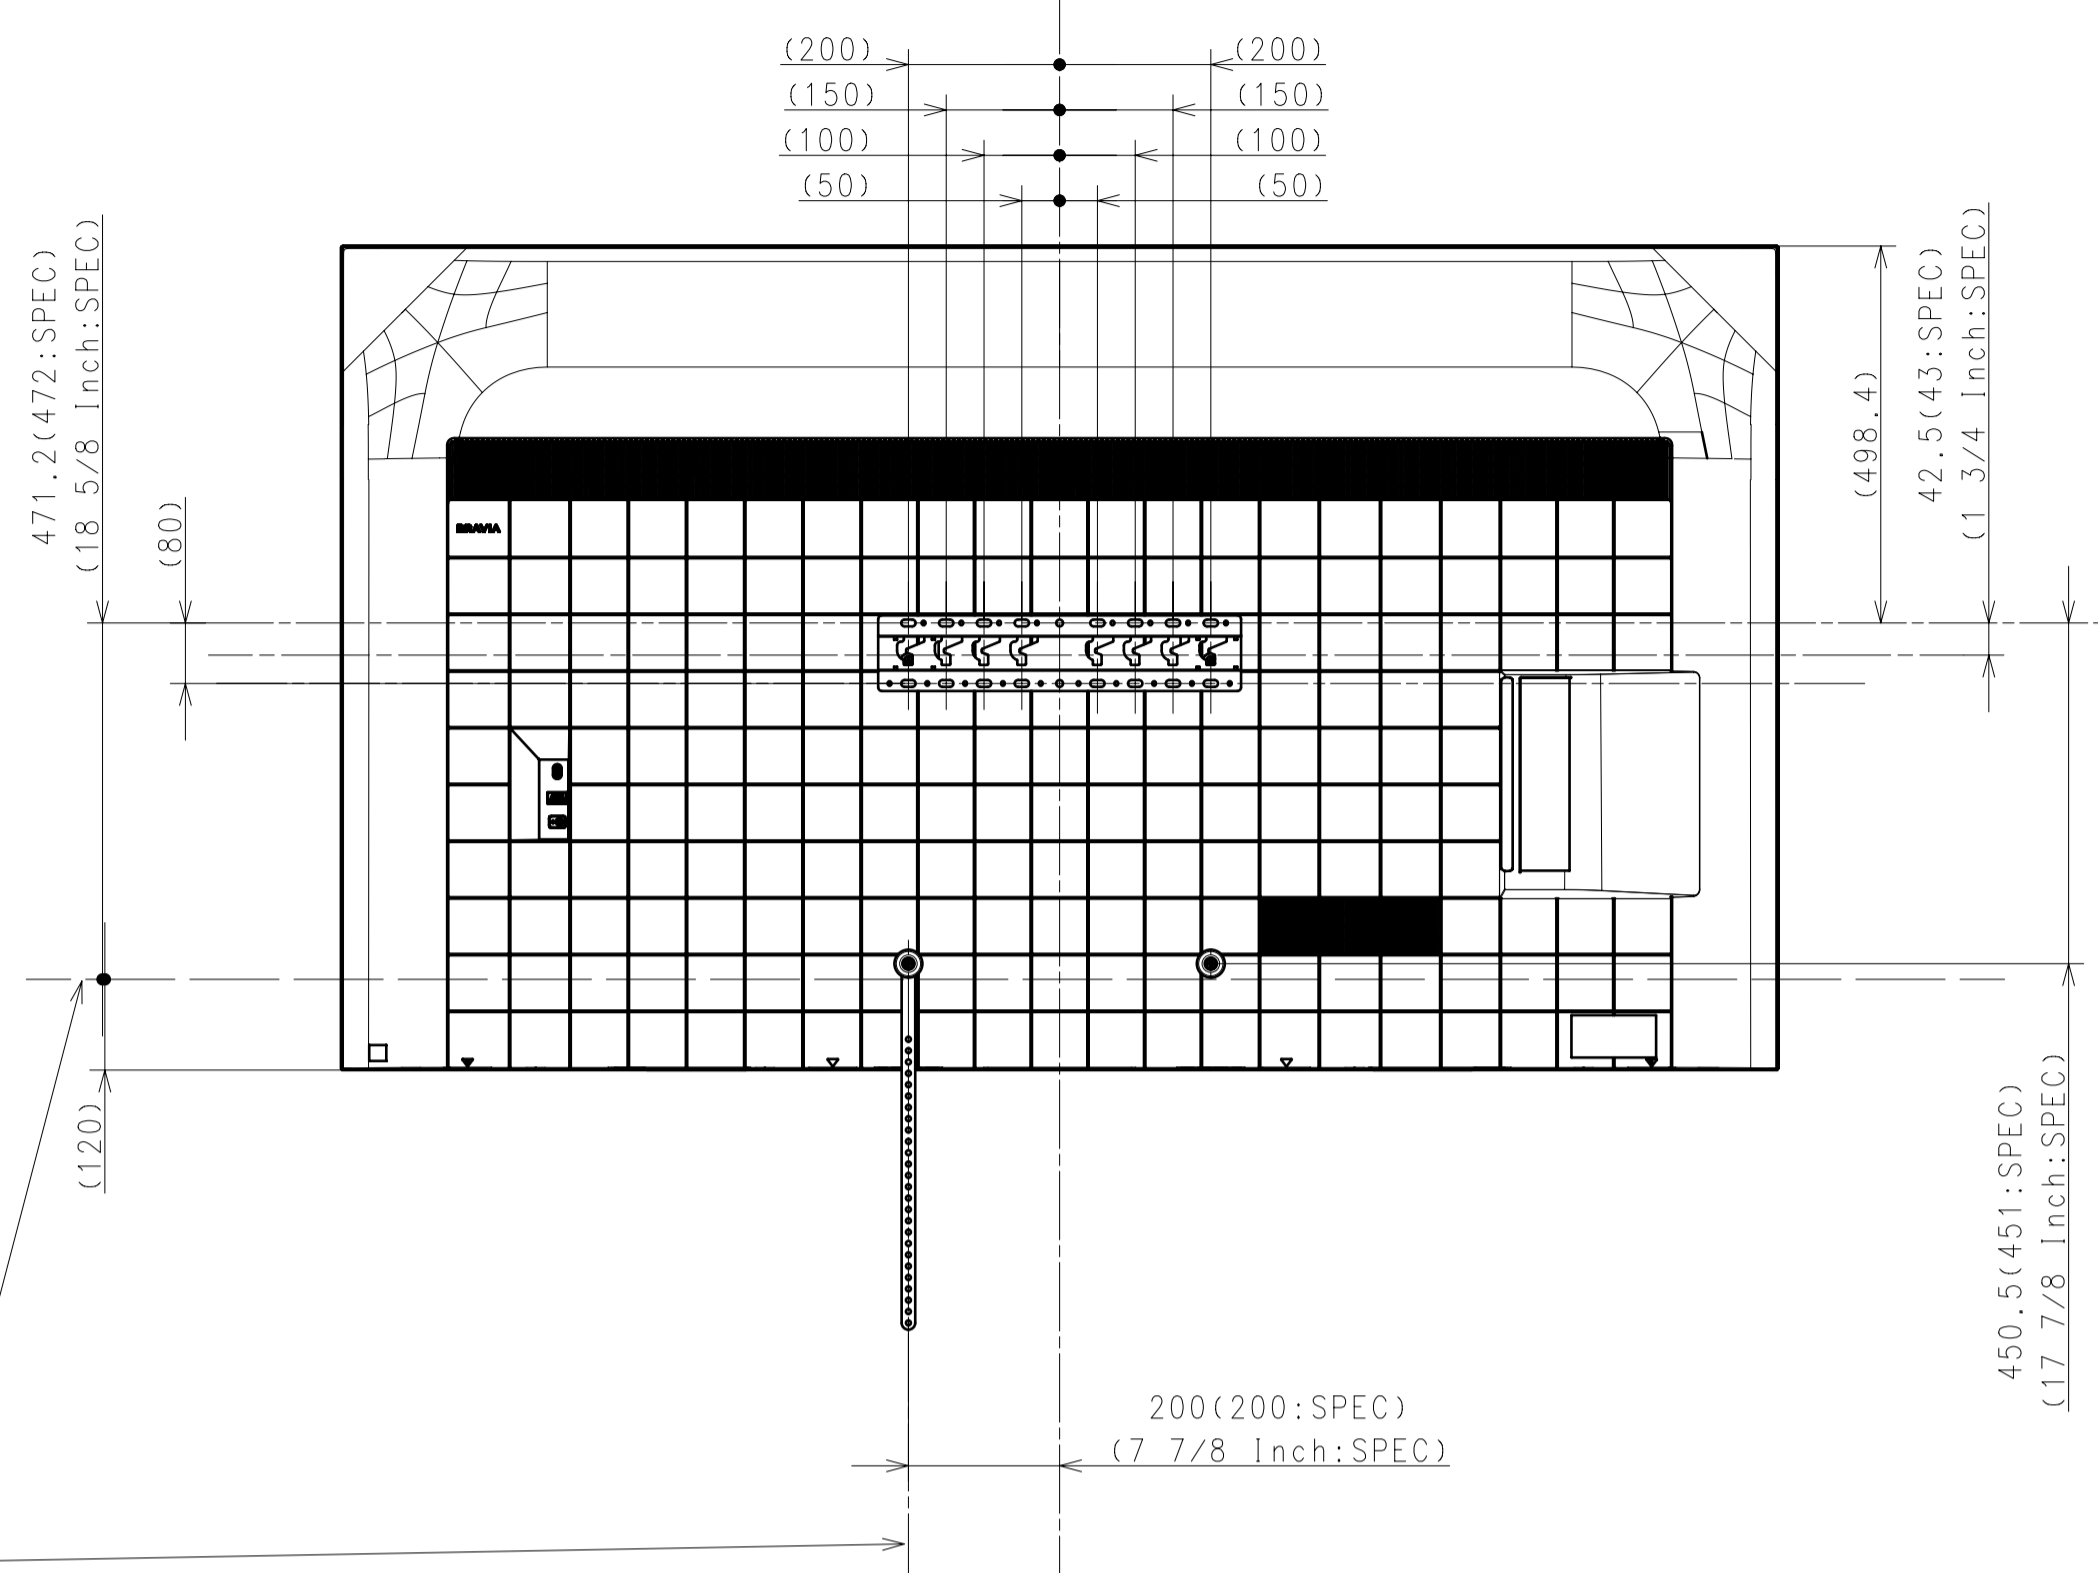 (200)
(200)
(150)
(150)
(100)
(100)
(50)
(50)
471.2(472:SPEC)
(18 5/8 Inch:SPEC)
(80)
(498.4)
42.5(43:SPEC)
(1 3/4 Inch:SPEC)
BRAVIA
(120)
450.5(451:SPEC)
(17 7/8 Inch:SPEC)
200(200:SPEC)
(7 7/8 Inch:SPEC)